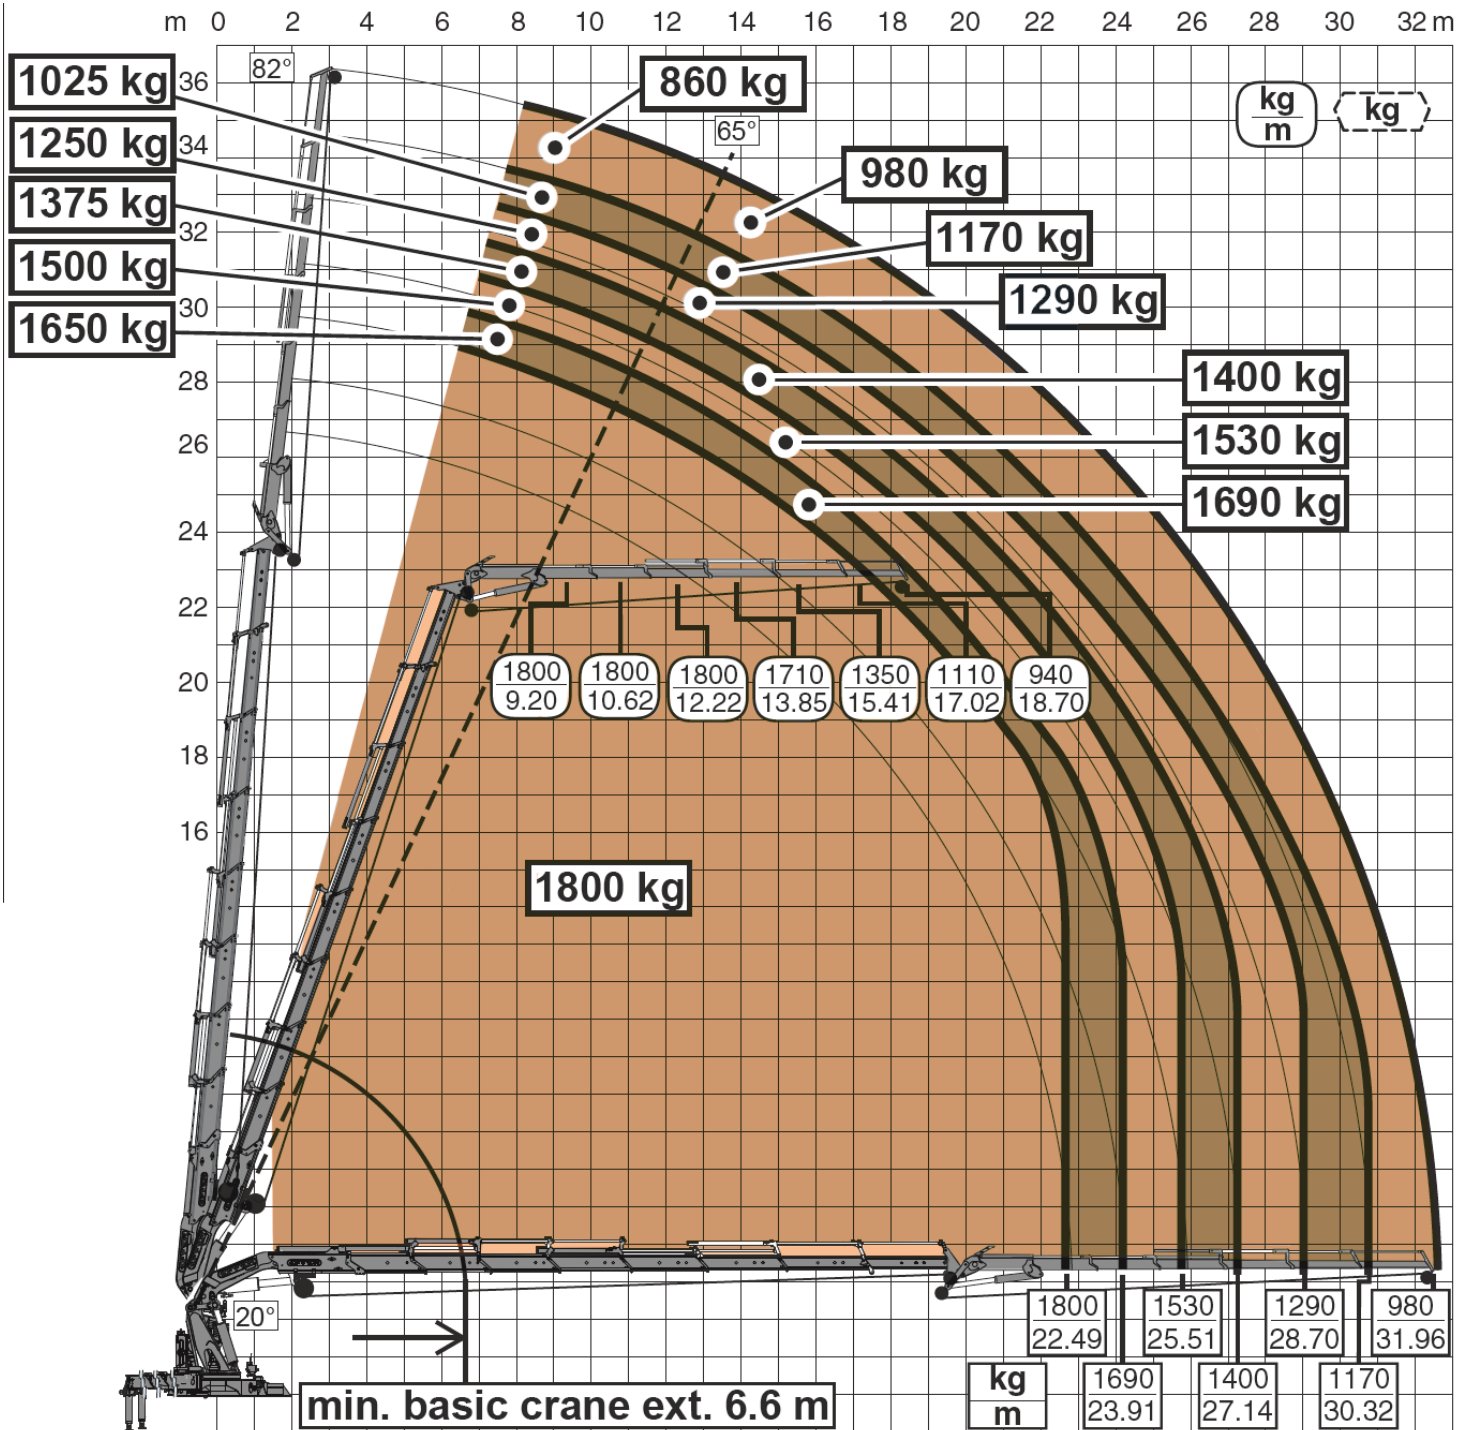 m 0 2 4 6 8 10 12 14 16 18 20 22 24 26 28 30 32 m
82°
36
1025 kg
860 kg
kg
m
kg
65°
34
1250 kg
980 kg
1375 kg
32
1170 kg
1500 kg
30
1290 kg
1650 kg
28
1400 kg
26
1530 kg
1690 kg
24
22
1800
9.20
1800
10.62
1800
12.22
1710
13.85
1350
15.41
1110
17.02
940
18.70
20
18
16
1800 kg
20°
1800
22.49
1530
25.51
1290
28.70
980
31.96
kg
m
1690
23.91
1400
27.14
1170
30.32
min. basic crane ext. 6.6 m